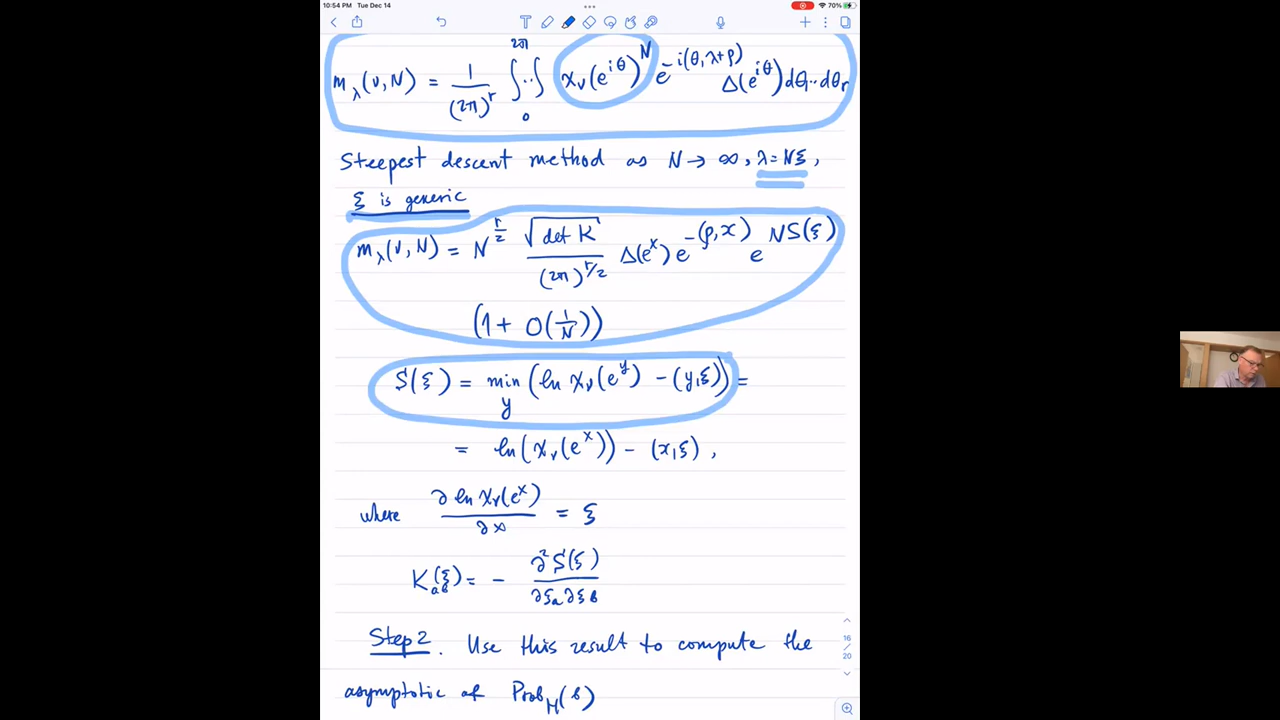 10:54 PM Tue Dec 14
70%
2π
m_λ(ν,N) = 1/(2π)^r ∫··∫ χ_ν(e^{iθ})^N e^{-i(θ,λ+ρ)} Δ(e^{iθ}) dθ_1··dθ_r
0
Steepest descent method as N → ∞, λ = Nξ,
ξ is generic
m_λ(ν,N) = N^{r/2} √(det K)/(2π)^{r/2} Δ(e^x) e^{-(ρ,x)} e^{NS(ξ)}
(1 + O(1/N))
S(ξ) = min_y (ln χ_ν(e^y) - (y,ξ)) =
= ln(χ_ν(e^x)) - (x,ξ),
where ∂ ln χ_ν(e^x)/∂x = ξ
K_{ab}(ξ) = - ∂²S(ξ)/∂ξ_a∂ξ_b
Step 2. Use this result to compute the
asymptotic of Prob_N(b)
16
/
20